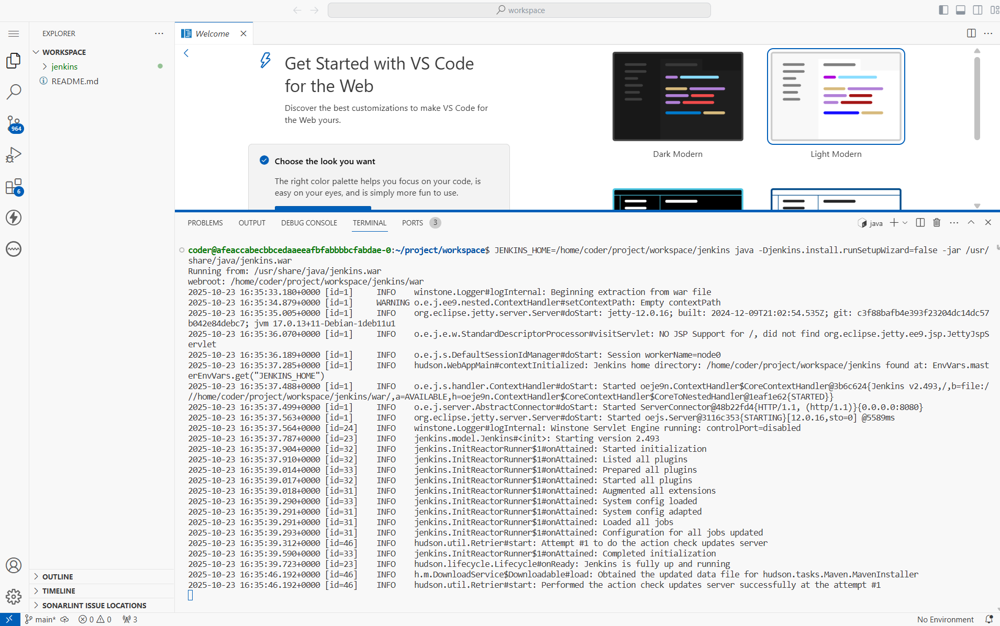 workspace
EXPLORER
WORKSPACE
jenkins
README.md
964
6
OUTLINE
TIMELINE
SONARLINT ISSUE LOCATIONS
Welcome
Get Started with VS Code
for the Web
Discover the best customizations to make VS Code for
the Web yours.
Choose the look you want
The right color palette helps you focus on your code, is
easy on your eyes, and is simply more fun to use.
Dark Modern
Light Modern
PROBLEMS OUTPUT DEBUG CONSOLE TERMINAL PORTS 3
java
coder@afeaccabecbbcedaaeeafbfabbbbcfabdae-0:~/project/workspace$ JENKINS_HOME=/home/coder/project/workspace/jenkins java -Djenkins.install.runSetupWizard=false -jar /usr/
share/java/jenkins.war
Running from: /usr/share/java/jenkins.war
webroot: /home/coder/project/workspace/jenkins/war
2025-10-23 16:35:33.180+0000 [id=1] INFO winstone.Logger#logInternal: Beginning extraction from war file
2025-10-23 16:35:34.879+0000 [id=1] WARNING o.e.j.ee9.nested.ContextHandler#setContextPath: Empty contextPath
2025-10-23 16:35:35.005+0000 [id=1] INFO org.eclipse.jetty.server.Server#doStart: jetty-12.0.16; built: 2024-12-09T21:02:54.535Z; git: c3f88bafb4e393f23204dc14dc57
b042e84debc7; jvm 17.0.13+11-Debian-1deb11u1
2025-10-23 16:35:36.070+0000 [id=1] INFO o.e.j.e.w.StandardDescriptorProcessor#visitServlet: NO JSP Support for /, did not find org.eclipse.jetty.ee9.jsp.JettyJspS
ervlet
2025-10-23 16:35:36.189+0000 [id=1] INFO o.e.j.s.DefaultSessionIdManager#doStart: Session workerName=node0
2025-10-23 16:35:37.285+0000 [id=1] INFO hudson.WebAppMain#contextInitialized: Jenkins home directory: /home/coder/project/workspace/jenkins found at: EnvVars.mast
erEnvVars.get("JENKINS_HOME")
2025-10-23 16:35:37.488+0000 [id=1] INFO o.e.j.s.handler.ContextHandler#doStart: Started oeje9n.ContextHandler$CoreContextHandler@3b6c624{Jenkins v2.493,/,b=file:/
//home/coder/project/workspace/jenkins/war/,a=AVAILABLE,h=oeje9n.ContextHandler$CoreContextHandler$CoreToNestedHandler@1eaf1e62{STARTED}}
2025-10-23 16:35:37.499+0000 [id=1] INFO o.e.j.server.AbstractConnector#doStart: Started ServerConnector@48b22fd4{HTTP/1.1, (http/1.1)}{0.0.0.0:8080}
2025-10-23 16:35:37.563+0000 [id=1] INFO org.eclipse.jetty.server.Server#doStart: Started oejs.Server@3116c353{STARTING}[12.0.16,sto=0] @5589ms
2025-10-23 16:35:37.564+0000 [id=24] INFO winstone.Logger#logInternal: Winstone Servlet Engine running: controlPort=disabled
2025-10-23 16:35:37.787+0000 [id=23] INFO jenkins.model.Jenkins#<init>: Starting version 2.493
2025-10-23 16:35:37.904+0000 [id=32] INFO jenkins.InitReactorRunner$1#onAttained: Started initialization
2025-10-23 16:35:37.910+0000 [id=32] INFO jenkins.InitReactorRunner$1#onAttained: Listed all plugins
2025-10-23 16:35:39.014+0000 [id=33] INFO jenkins.InitReactorRunner$1#onAttained: Prepared all plugins
2025-10-23 16:35:39.017+0000 [id=32] INFO jenkins.InitReactorRunner$1#onAttained: Started all plugins
2025-10-23 16:35:39.018+0000 [id=31] INFO jenkins.InitReactorRunner$1#onAttained: Augmented all extensions
2025-10-23 16:35:39.290+0000 [id=33] INFO jenkins.InitReactorRunner$1#onAttained: System config loaded
2025-10-23 16:35:39.291+0000 [id=31] INFO jenkins.InitReactorRunner$1#onAttained: System config adapted
2025-10-23 16:35:39.291+0000 [id=31] INFO jenkins.InitReactorRunner$1#onAttained: Loaded all jobs
2025-10-23 16:35:39.293+0000 [id=31] INFO jenkins.InitReactorRunner$1#onAttained: Configuration for all jobs updated
2025-10-23 16:35:39.312+0000 [id=46] INFO hudson.util.Retrier#start: Attempt #1 to do the action check updates server
2025-10-23 16:35:39.590+0000 [id=33] INFO jenkins.InitReactorRunner$1#onAttained: Completed initialization
2025-10-23 16:35:39.723+0000 [id=23] INFO hudson.lifecycle.Lifecycle#onReady: Jenkins is fully up and running
2025-10-23 16:35:46.192+0000 [id=46] INFO h.m.DownloadService$Downloadable#load: Obtained the updated data file for hudson.tasks.Maven.MavenInstaller
2025-10-23 16:35:46.192+0000 [id=46] INFO hudson.util.Retrier#start: Performed the action check updates server successfully at the attempt #1
main* 0 0 3 No Environment